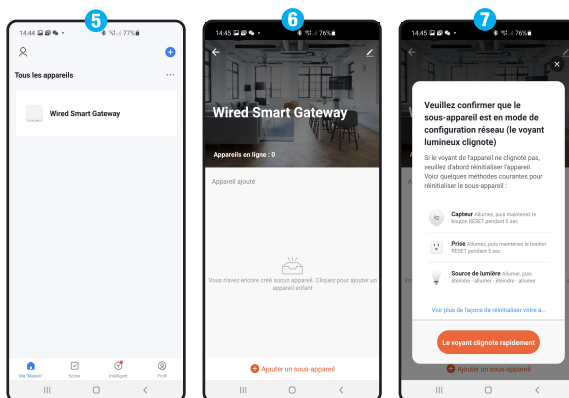 5
14:44
77%
Tous les appareils
...
Wired Smart Gateway
Ma "Maison"
Scène
Intelligent
Profil
6
14:45
76%
Wired Smart Gateway
Appareils en ligne : 0
Appareil ajouté
Vous n'avez encore créé aucun appareil. Cliquez pour ajouter un
appareil enfant
Ajouter un sous-appareil
7
14:45
76%
Veuillez confirmer que le
sous-appareil est en mode de
configuration réseau (le voyant
lumineux clignote)
Si le voyant de l'appareil ne clignote pas,
veuillez d'abord réinitialiser l'appareil.
Voici quelques méthodes courantes pour
réinitialiser le sous-appareil :
Capteur Allumez, puis maintenez le
bouton RESET pendant 5 sec
Prise Allumez, puis maintenez le bouton
RESET pendant 5 sec
Source de lumière Allumer, puis
éteindre - allumer - éteindre - allumer
Voir plus de façons de réinitialiser votre a...
Le voyant clignote rapidement
Ajouter un sous-appareil